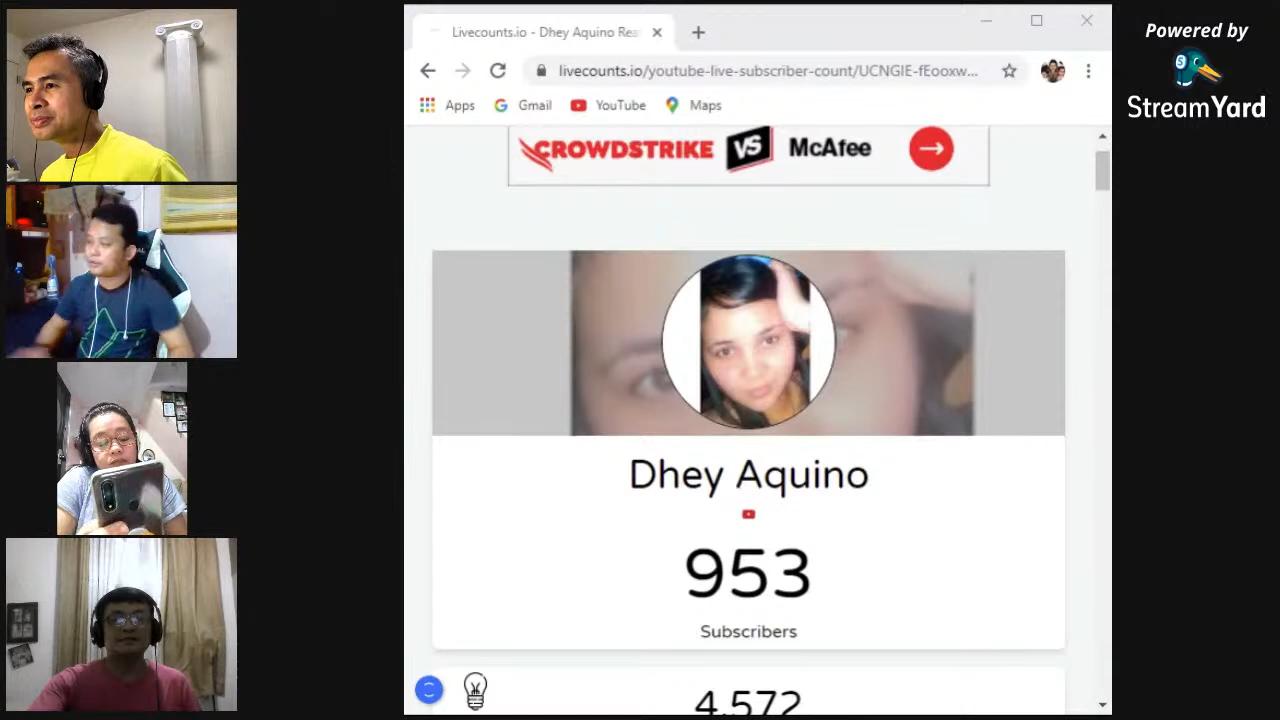 Livecounts.io - Dhey Aquino Rea
livecounts.io/youtube-live-subscriber-count/UCNGIE-fEooxw...
Apps Gmail YouTube Maps
CROWDSTRIKE VS McAfee
Dhey Aquino
953
Subscribers
4,572
Powered by
StreamYard